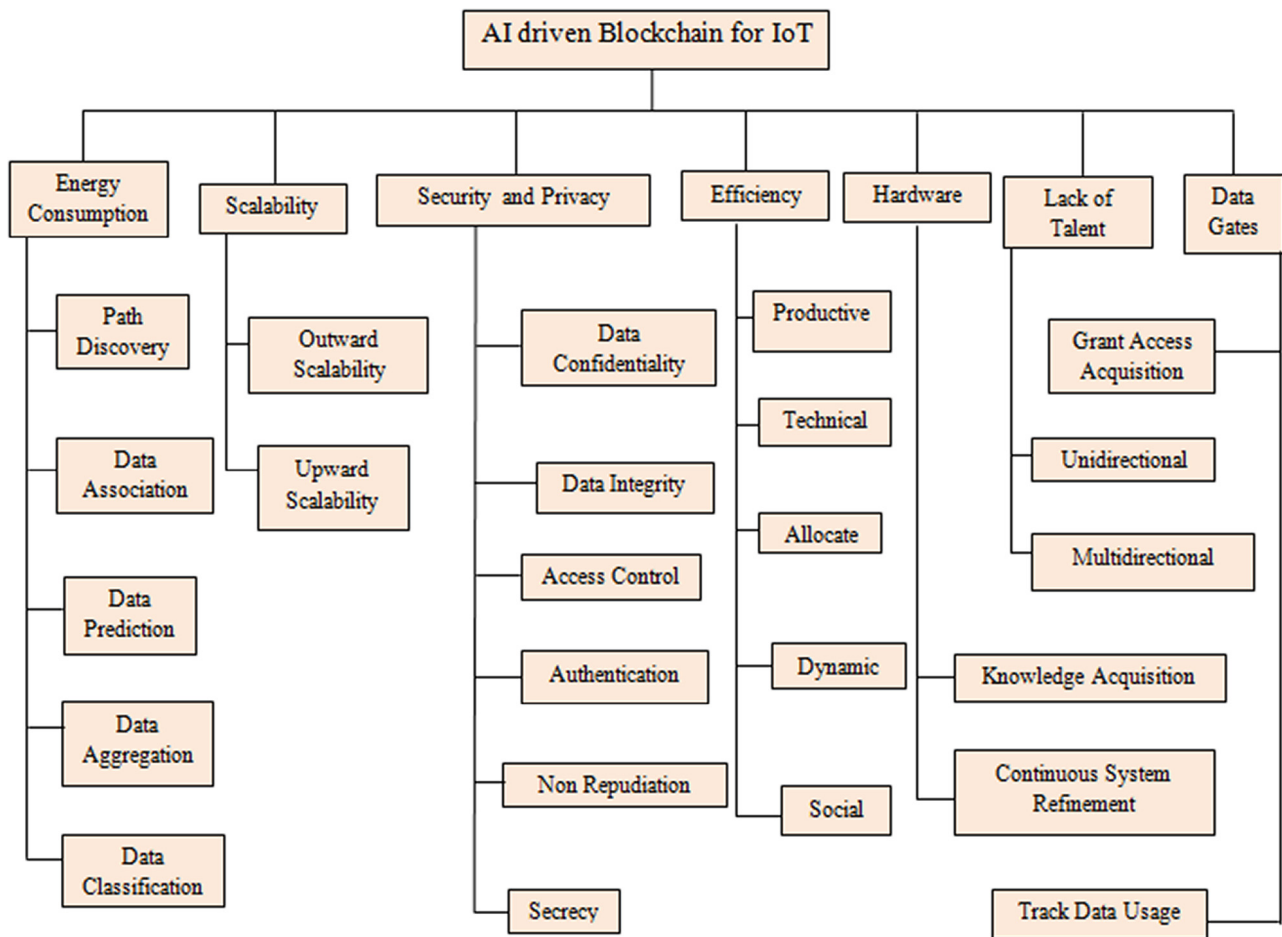 AI driven Blockchain for IoT
Energy
Consumption
Scalability
Security and Privacy
Efficiency
Hardware
Lack of
Talent
Data
Gates
Path
Discovery
Data
Association
Data
Prediction
Data
Aggregation
Data
Classification
Outward
Scalability
Upward
Scalability
Data
Confidentiality
Data Integrity
Access Control
Authentication
Non Repudiation
Secrecy
Productive
Technical
Allocate
Dynamic
Social
Knowledge Acquisition
Continuous System
Refinement
Unidirectional
Multidirectional
Grant Access
Acquisition
Track Data Usage